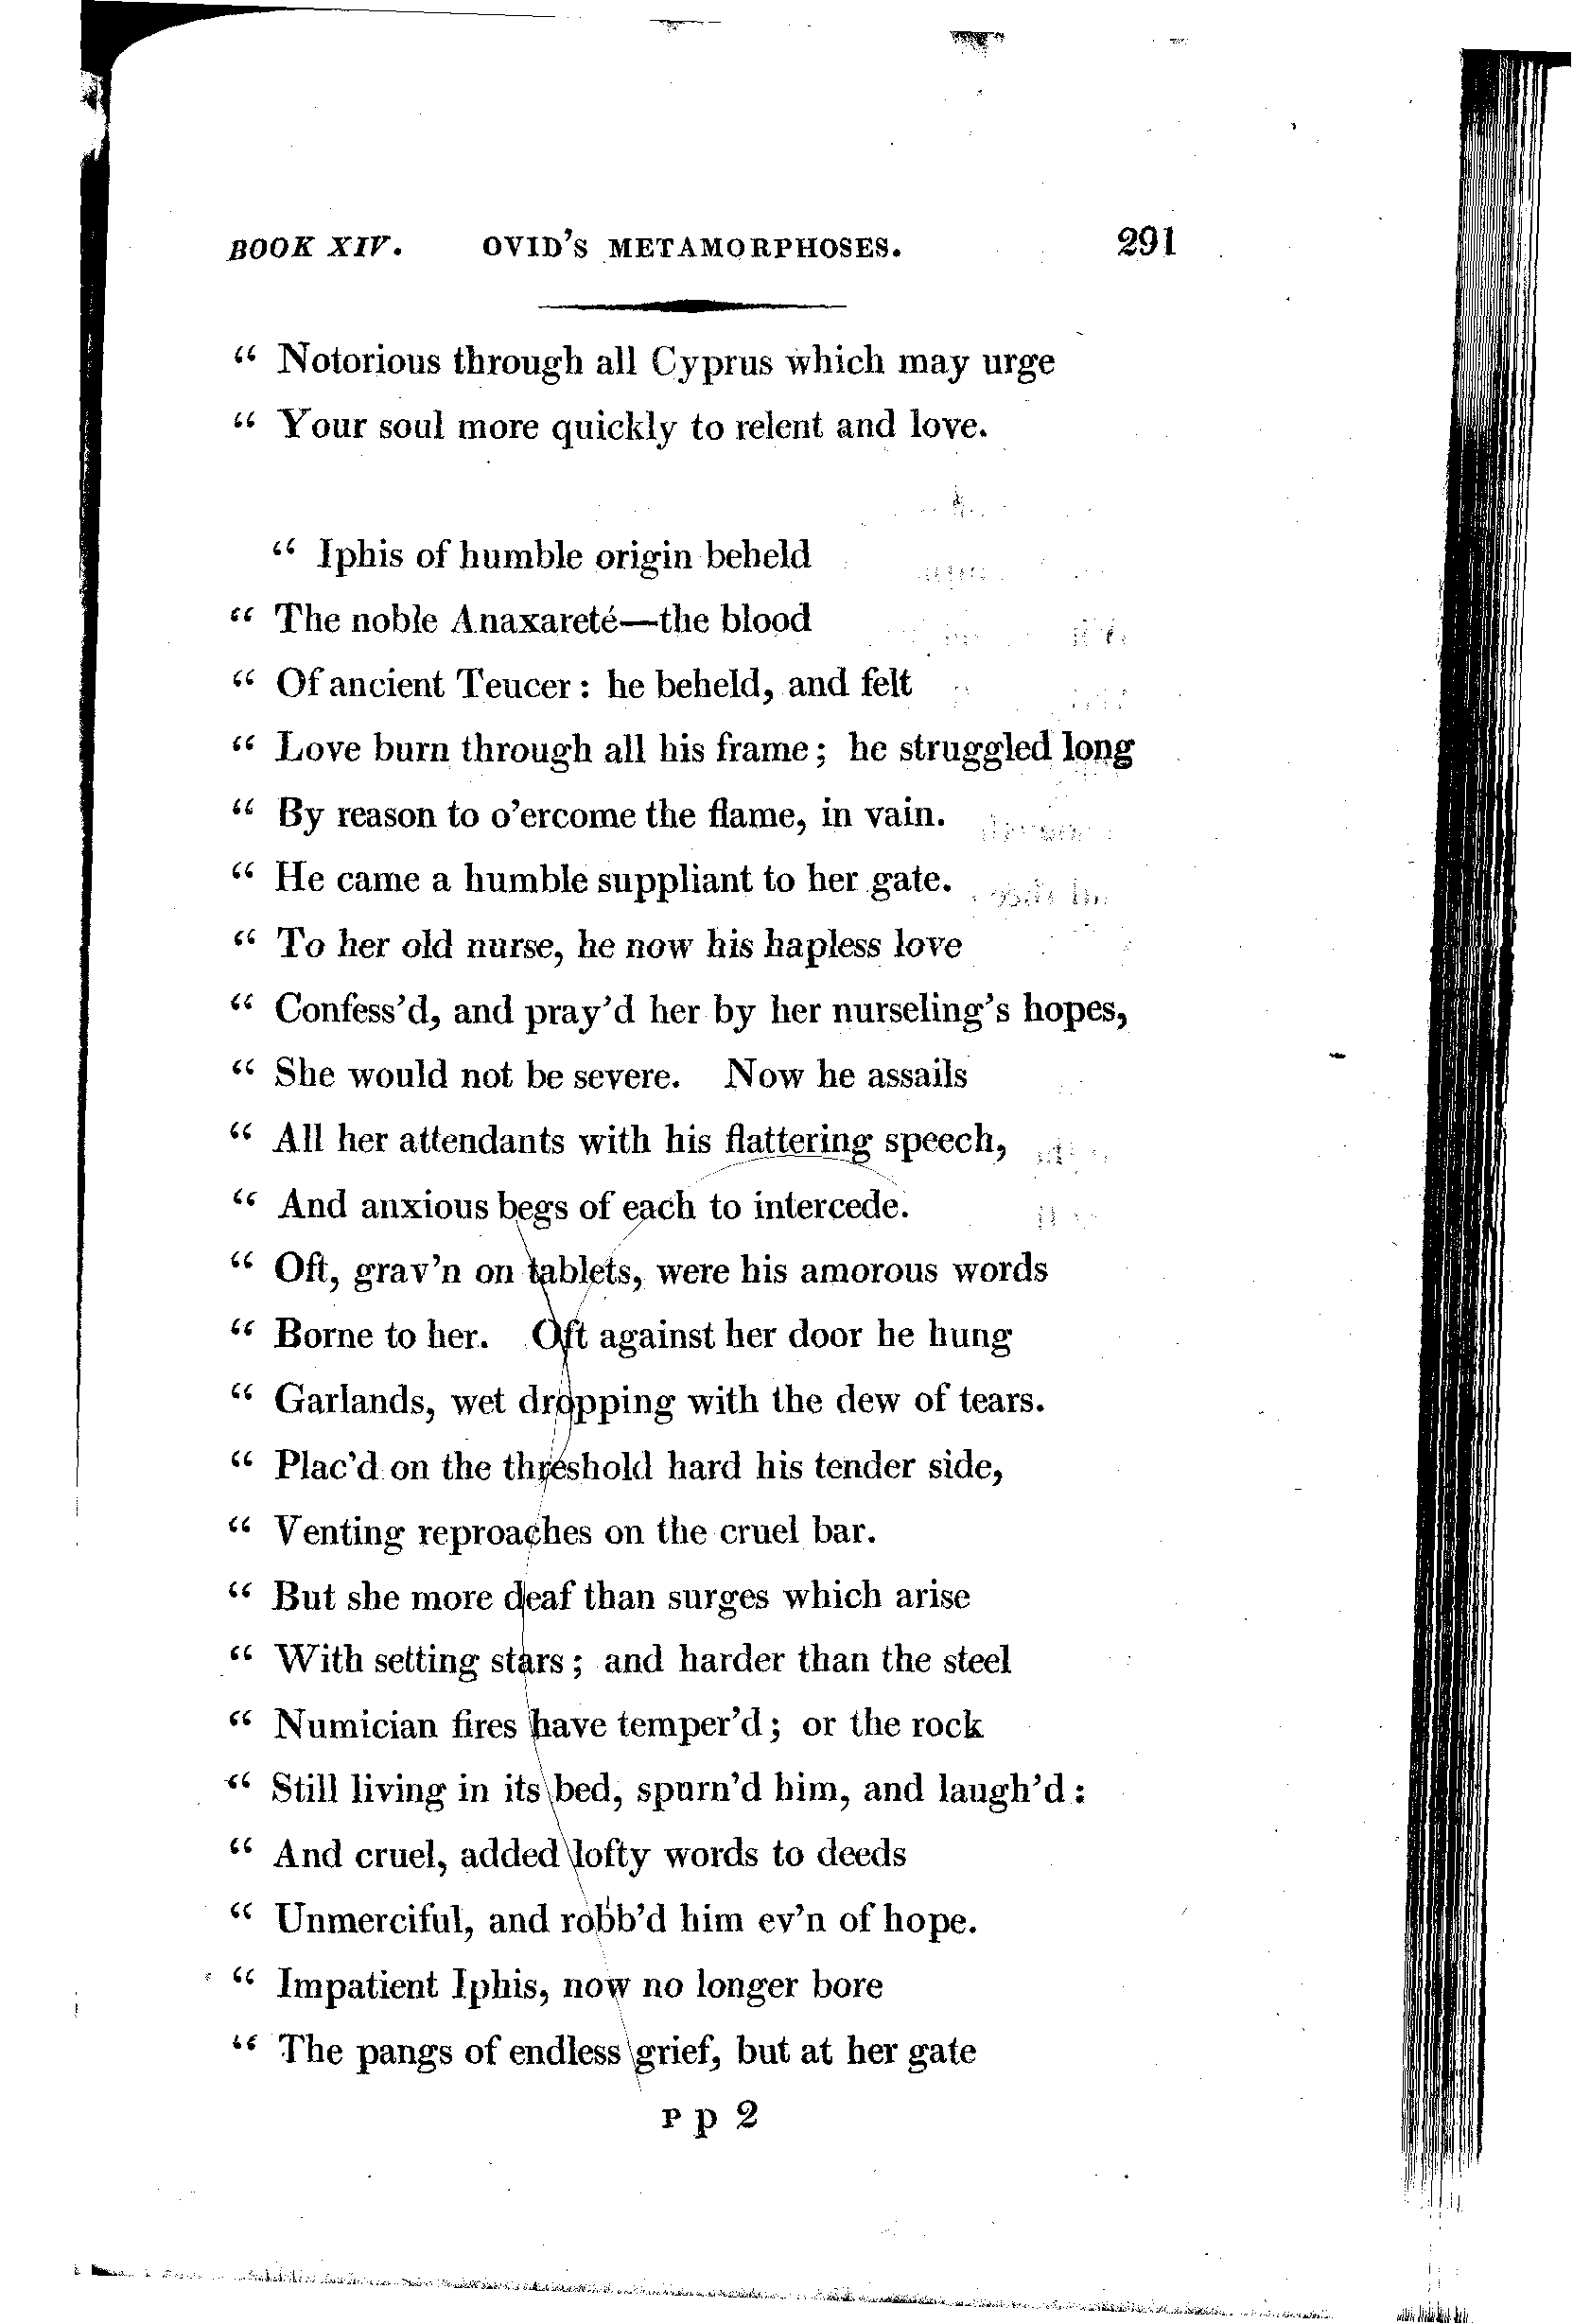 BOOK XIV. OVID'S METAMORPHOSES. 291
“ Notorious through all Cyprus which may urge
“ Your soul more quickly to relent and love.
“ Iphis of humble origin beheld
“ The noble Anaxareté—the blood
“ Of ancient Teucer: he beheld, and felt
“ Love burn through all his frame; he struggled long
“ By reason to o'ercome the flame, in vain.
“ He came a humble suppliant to her gate.
“ To her old nurse, he now his hapless love
“ Confess'd, and pray'd her by her nurseling's hopes,
“ She would not be severe. Now he assails
“ All her attendants with his flattering speech,
“ And anxious begs of each to intercede.
“ Oft, grav'n on tablets, were his amorous words
“ Borne to her. Oft against her door he hung
“ Garlands, wet dropping with the dew of tears.
“ Plac'd on the threshold hard his tender side,
“ Venting reproaches on the cruel bar.
“ But she more deaf than surges which arise
“ With setting stars; and harder than the steel
“ Numician fires have temper'd; or the rock
“ Still living in its bed, spurn'd him, and laugh'd:
“ And cruel, added lofty words to deeds
“ Unmerciful, and robb'd him ev'n of hope.
“ Impatient Iphis, now no longer bore
“ The pangs of endless grief, but at her gate
P p 2